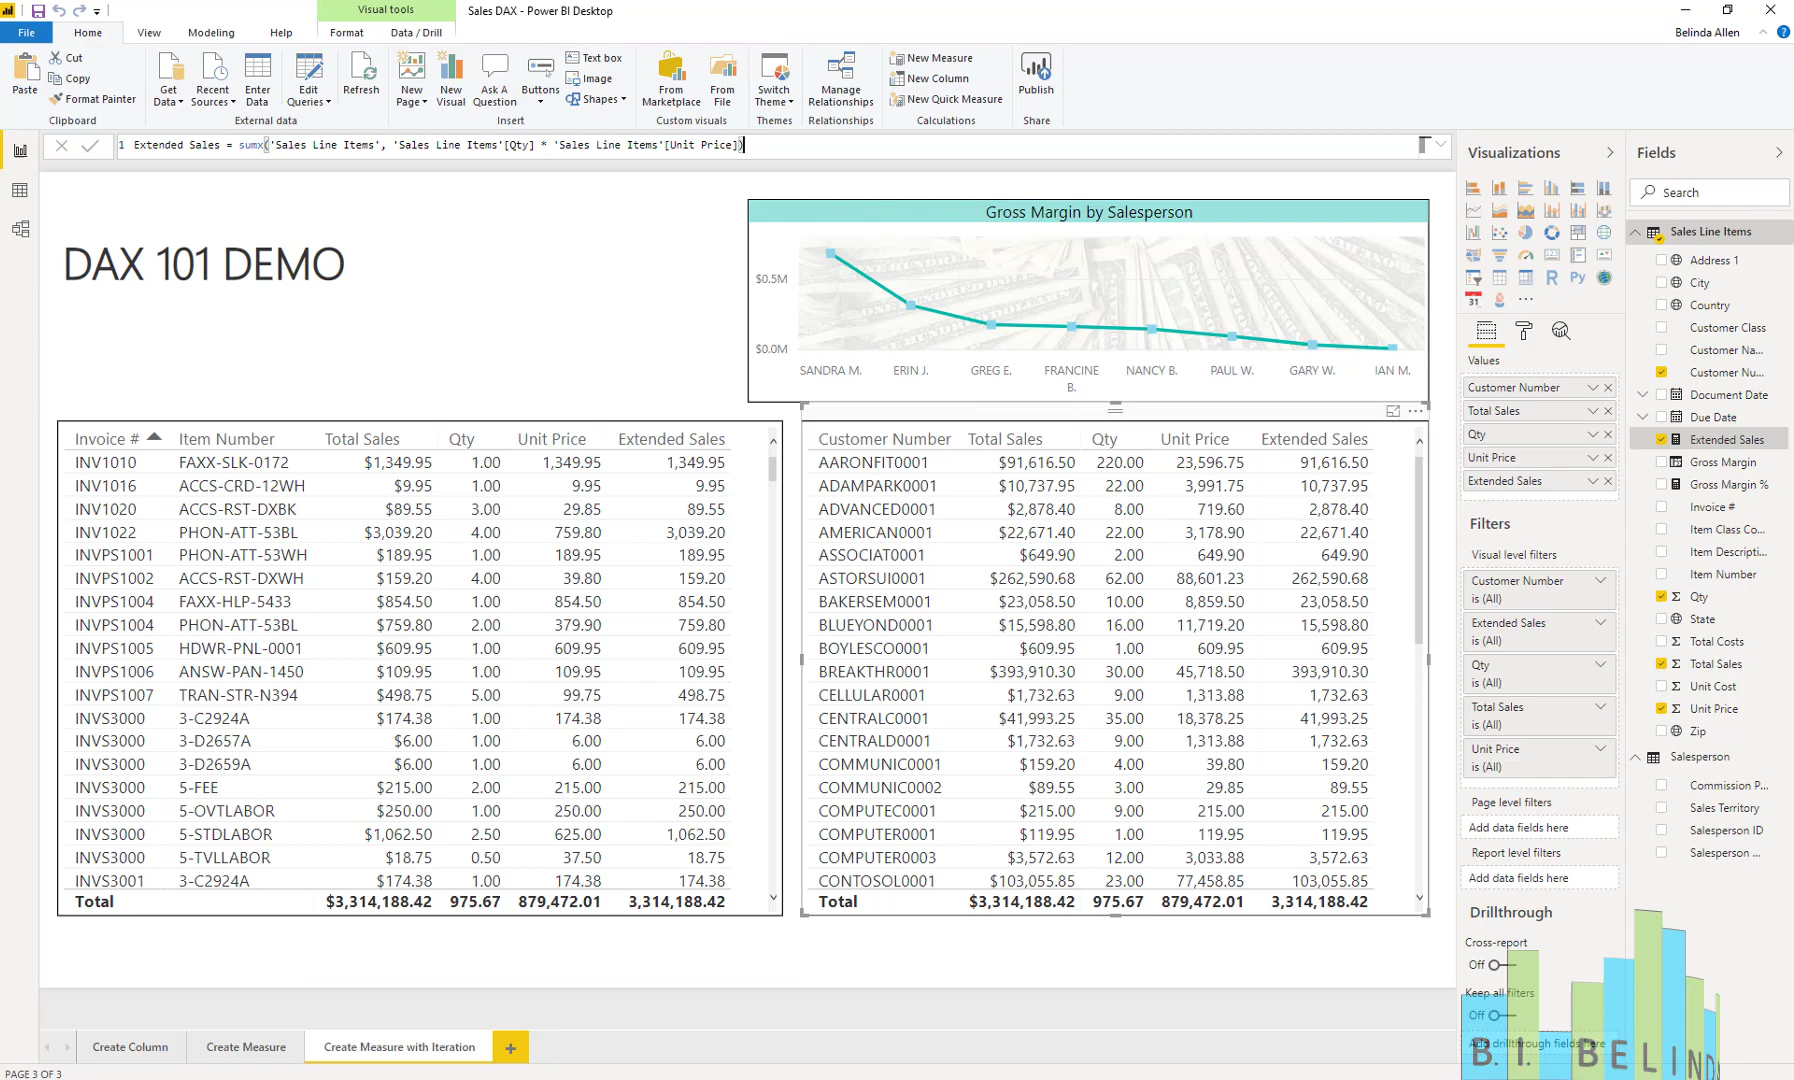 Visual tools
Sales DAX - Power BI Desktop
File
Home
View
Modeling
Help
Format
Data / Drill
Belinda Allen
Paste
Cut
Copy
Format Painter
Clipboard
Get Data
Recent Sources
Enter Data
Edit Queries
Refresh
External data
New Page
New Visual
Ask A Question
Buttons
Text box
Image
Shapes
Insert
From Marketplace
From File
Custom visuals
Switch Theme
Themes
Manage Relationships
Relationships
New Measure
New Column
New Quick Measure
Calculations
Publish
Share
1 Extended Sales = sumx('Sales Line Items', 'Sales Line Items'[Qty] * 'Sales Line Items'[Unit Price])
DAX 101 DEMO
Gross Margin by Salesperson
$0.5M
$0.0M
SANDRA M. ERIN J. GREG E. FRANCINE B. NANCY B. PAUL W. GARY W. IAN M.
Invoice # Item Number Total Sales Qty Unit Price Extended Sales
INV1010 FAXX-SLK-0172 $1,349.95 1.00 1,349.95 1,349.95
INV1016 ACCS-CRD-12WH $9.95 1.00 9.95 9.95
INV1020 ACCS-RST-DXBK $89.55 3.00 29.85 89.55
INV1022 PHON-ATT-53BL $3,039.20 4.00 759.80 3,039.20
INVPS1001 PHON-ATT-53WH $189.95 1.00 189.95 189.95
INVPS1002 ACCS-RST-DXWH $159.20 4.00 39.80 159.20
INVPS1004 FAXX-HLP-5433 $854.50 1.00 854.50 854.50
INVPS1004 PHON-ATT-53BL $759.80 2.00 379.90 759.80
INVPS1005 HDWR-PNL-0001 $609.95 1.00 609.95 609.95
INVPS1006 ANSW-PAN-1450 $109.95 1.00 109.95 109.95
INVPS1007 TRAN-STR-N394 $498.75 5.00 99.75 498.75
INVS3000 3-C2924A $174.38 1.00 174.38 174.38
INVS3000 3-D2657A $6.00 1.00 6.00 6.00
INVS3000 3-D2659A $6.00 1.00 6.00 6.00
INVS3000 5-FEE $215.00 2.00 215.00 215.00
INVS3000 5-OVTLABOR $250.00 1.00 250.00 250.00
INVS3000 5-STDLABOR $1,062.50 2.50 625.00 1,062.50
INVS3000 5-TVLLABOR $18.75 0.50 37.50 18.75
INVS3001 3-C2924A $174.38 1.00 174.38 174.38
Total $3,314,188.42 975.67 879,472.01 3,314,188.42
Customer Number Total Sales Qty Unit Price Extended Sales
AARONFIT0001 $91,616.50 220.00 23,596.75 91,616.50
ADAMPARK0001 $10,737.95 22.00 3,991.75 10,737.95
ADVANCED0001 $2,878.40 8.00 719.60 2,878.40
AMERICAN0001 $22,671.40 22.00 3,178.90 22,671.40
ASSOCIAT0001 $649.90 2.00 649.90 649.90
ASTORSUI0001 $262,590.68 62.00 88,601.23 262,590.68
BAKERSEM0001 $23,058.50 10.00 8,859.50 23,058.50
BLUEYOND0001 $15,598.80 16.00 11,719.20 15,598.80
BOYLESCO0001 $609.95 1.00 609.95 609.95
BREAKTHR0001 $393,910.30 30.00 45,718.50 393,910.30
CELLULAR0001 $1,732.63 9.00 1,313.88 1,732.63
CENTRALC0001 $41,993.25 35.00 18,378.25 41,993.25
CENTRALD0001 $1,732.63 9.00 1,313.88 1,732.63
COMMUNIC0001 $159.20 4.00 39.80 159.20
COMMUNIC0002 $89.55 3.00 29.85 89.55
COMPUTEC0001 $215.00 9.00 215.00 215.00
COMPUTER0001 $119.95 1.00 119.95 119.95
COMPUTER0003 $3,572.63 12.00 3,033.88 3,572.63
CONTOSOL0001 $103,055.85 23.00 77,458.85 103,055.85
Total $3,314,188.42 975.67 879,472.01 3,314,188.42
Visualizations
R
Py
31
Values
Customer Number
Total Sales
Qty
Unit Price
Extended Sales
Filters
Visual level filters
Customer Number
is (All)
Extended Sales
is (All)
Qty
is (All)
Total Sales
is (All)
Unit Price
is (All)
Page level filters
Add data fields here
Report level filters
Add data fields here
Drillthrough
Cross-report
Off
Keep all filters
Off
Add drillthrough fields here
B. I. BELIND
Fields
Search
Sales Line Items
Address 1
City
Country
Customer Class
Customer Na...
Customer Nu...
Document Date
Due Date
Extended Sales
Gross Margin
Gross Margin %
Invoice #
Item Class Co...
Item Descripti...
Item Number
Qty
State
Total Costs
Total Sales
Unit Cost
Unit Price
Zip
Salesperson
Commission P...
Sales Territory
Salesperson ID
Salesperson ...
Create Column
Create Measure
Create Measure with Iteration
PAGE 3 OF 3